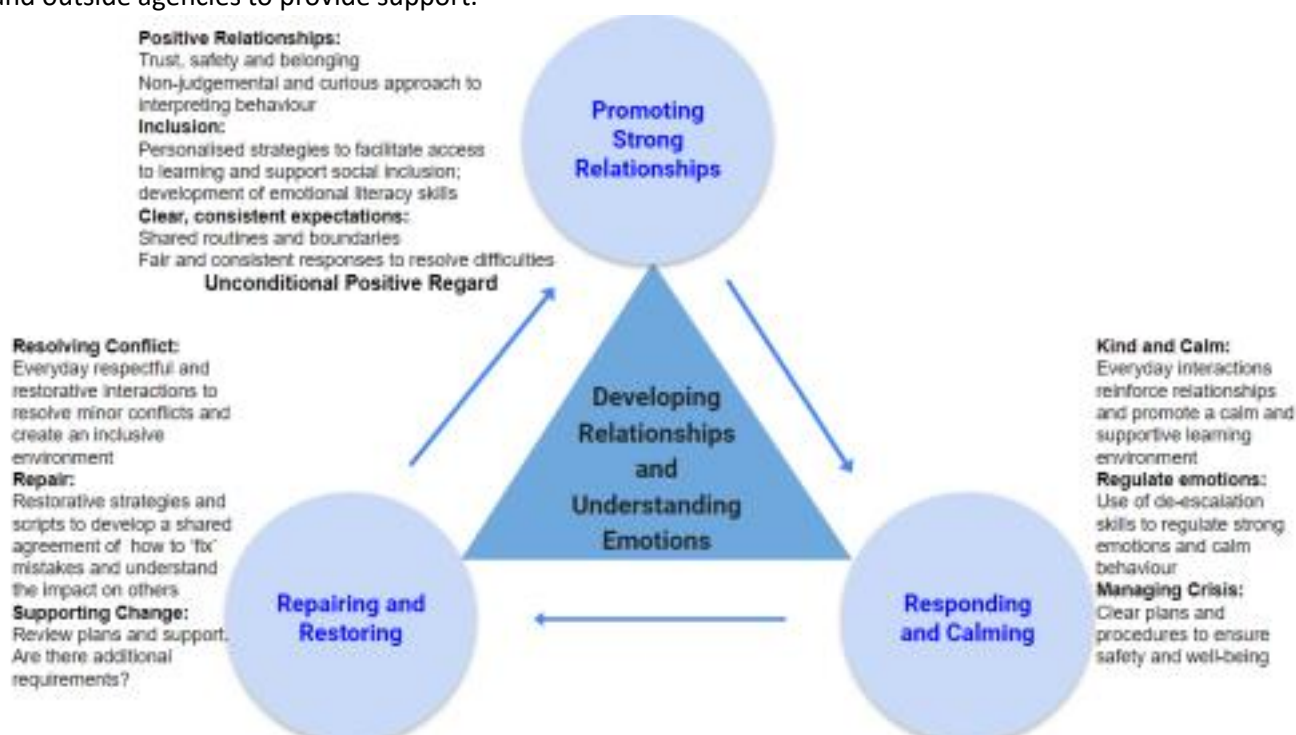 and outside agencies to provide support.
Positive Relationships:
Trust, safety and belonging
Non-judgemental and curious approach to
interpreting behaviour
Inclusion:
Personalised strategies to facilitate access
to learning and support social inclusion;
development of emotional literacy skills
Clear, consistent expectations:
Shared routines and boundaries
Fair and consistent responses to resolve difficulties
Unconditional Positive Regard
Promoting
Strong
Relationships
Developing
Relationships
and
Understanding
Emotions
Kind and Calm:
Everyday interactions
reinforce relationships
and promote a calm and
supportive learning
environment
Regulate emotions:
Use of de-escalation
skills to regulate strong
emotions and calm
behaviour
Managing Crisis:
Clear plans and
procedures to ensure
safety and well-being
Responding
and Calming
Resolving Conflict:
Everyday respectful and
restorative interactions to
resolve minor conflicts and
create an inclusive
environment
Repair:
Restorative strategies and
scripts to develop a shared
agreement of how to 'fix'
mistakes and understand
the impact on others
Supporting Change:
Review plans and support.
Are there additional
requirements?
Repairing and
Restoring